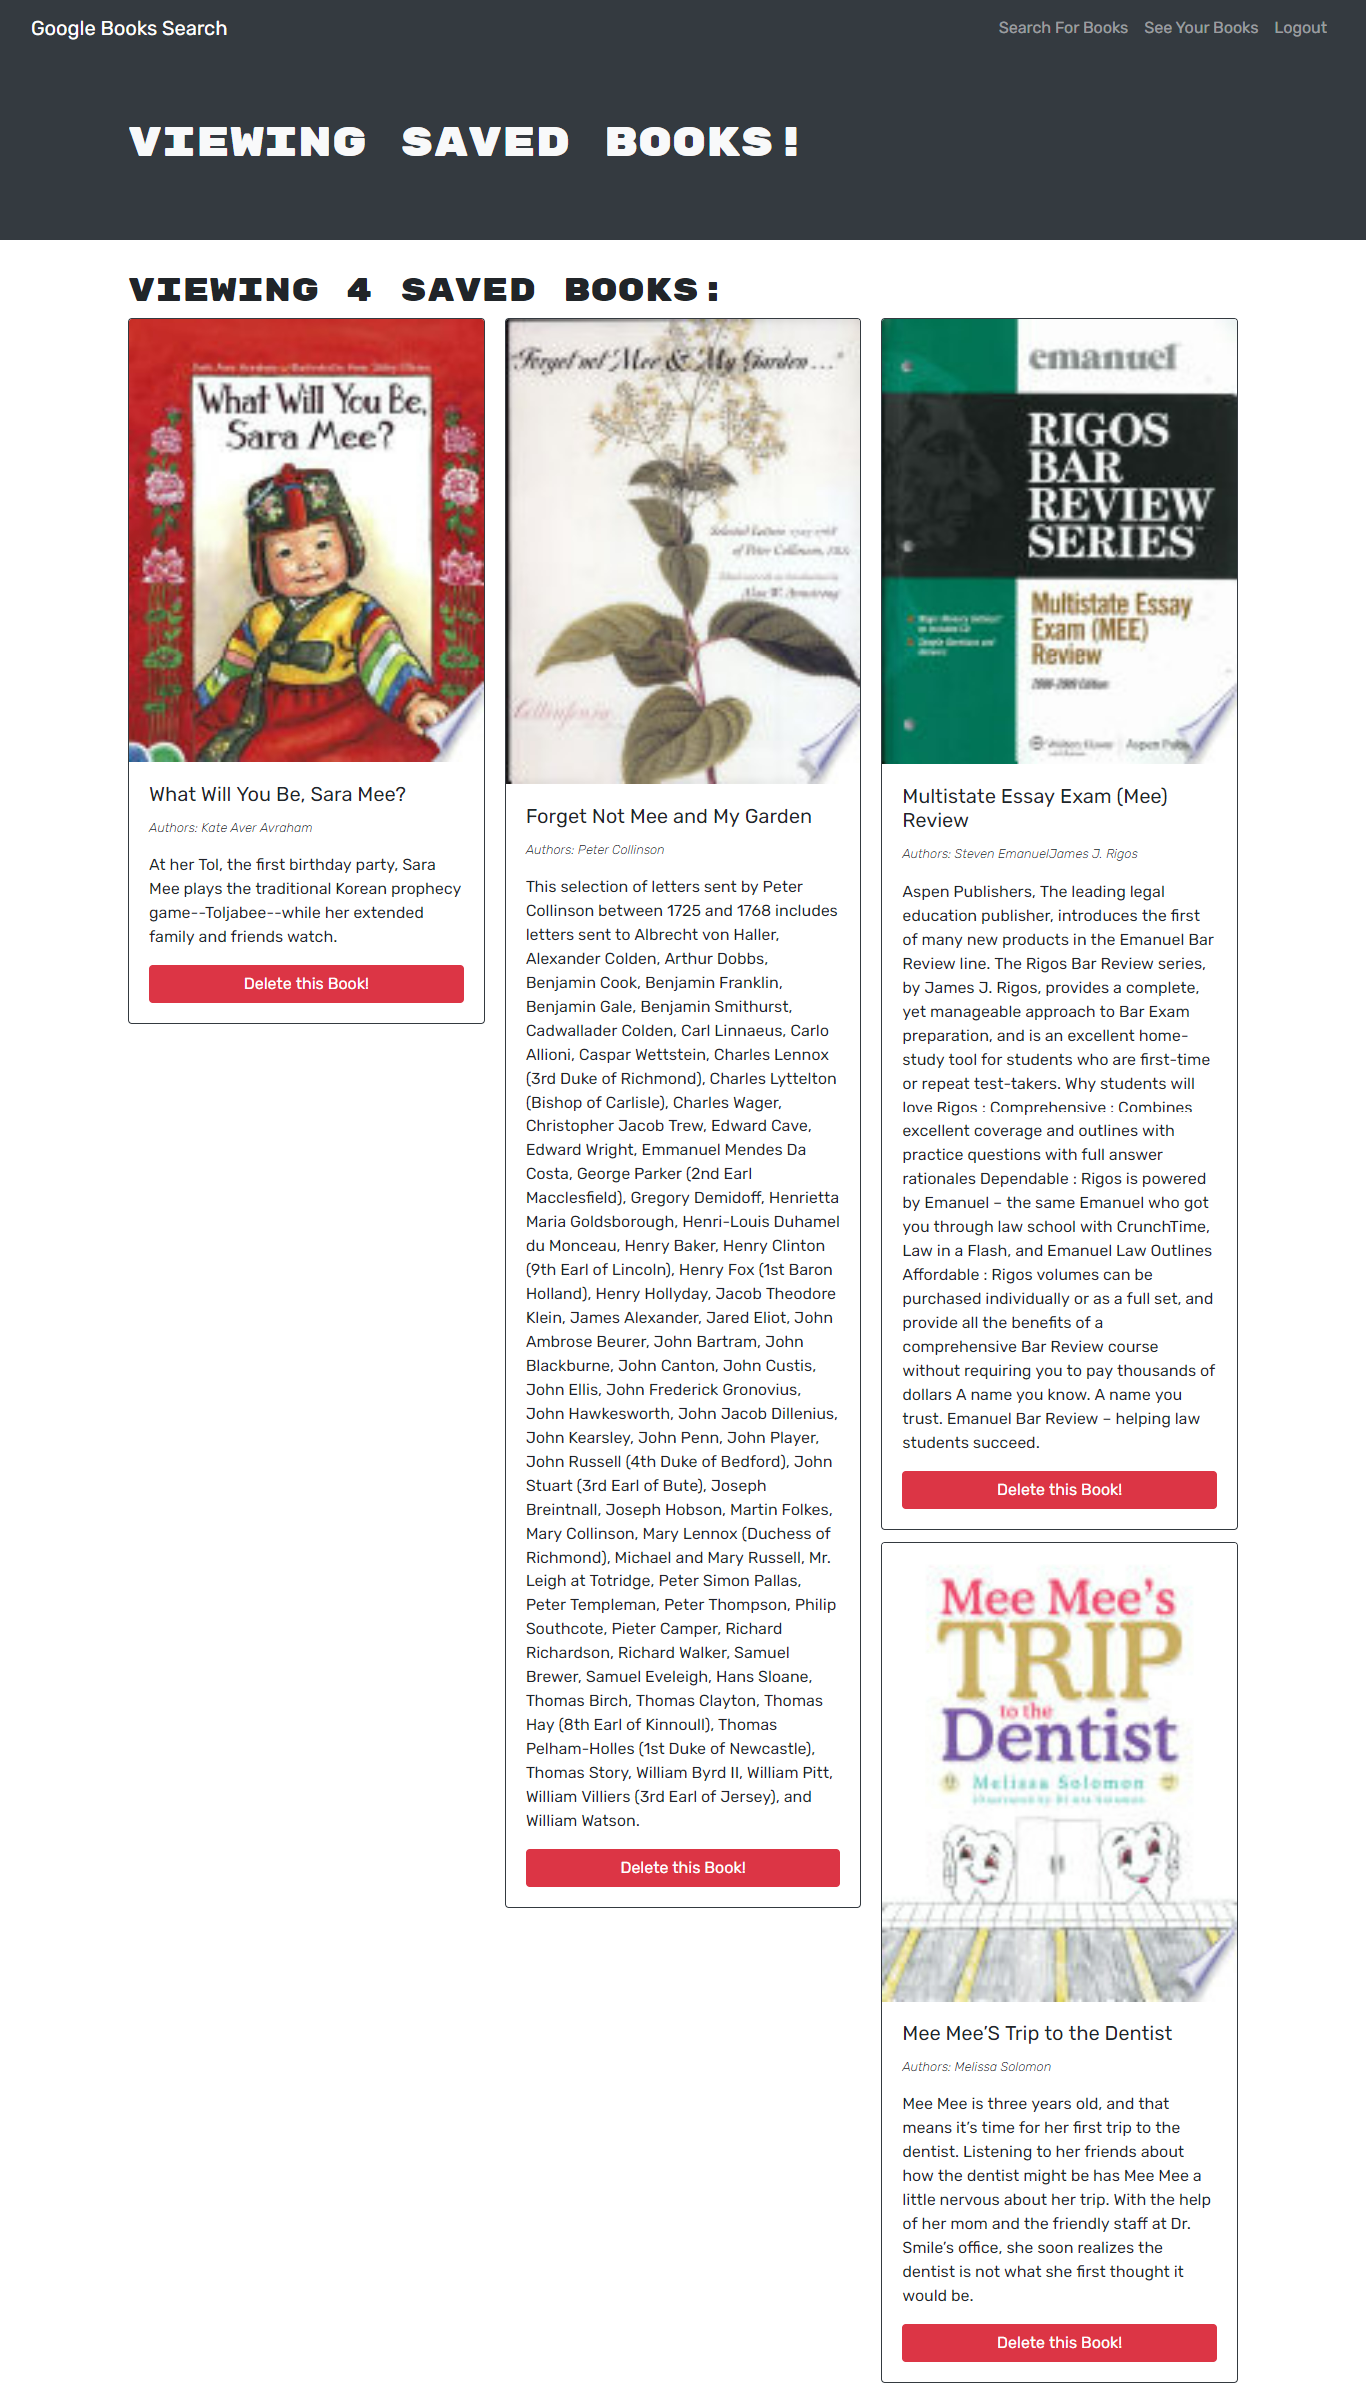 Google Books Search
Search For Books
See Your Books
Logout
VIEWING SAVED BOOKS!
VIEWING 4 SAVED BOOKS:
What Will You Be,
Sara Mee?
What Will You Be, Sara Mee?
Authors: Kate Aver Avraham
At her Tol, the first birthday party, Sara
Mee plays the traditional Korean prophecy
game--Toljabee--while her extended
family and friends watch.
Delete this Book!
"Forget not Mee & My Garden..."
Selected Letters 1725-1768
of Peter Collinson, F.R.S.
Alan W. Armstrong
Collinsonia
Forget Not Mee and My Garden
Authors: Peter Collinson
This selection of letters sent by Peter
Collinson between 1725 and 1768 includes
letters sent to Albrecht von Haller,
Alexander Colden, Arthur Dobbs,
Benjamin Cook, Benjamin Franklin,
Benjamin Gale, Benjamin Smithurst,
Cadwallader Colden, Carl Linnaeus, Carlo
Allioni, Caspar Wettstein, Charles Lennox
(3rd Duke of Richmond), Charles Lyttelton
(Bishop of Carlisle), Charles Wager,
Christopher Jacob Trew, Edward Cave,
Edward Wright, Emmanuel Mendes Da
Costa, George Parker (2nd Earl
Macclesfield), Gregory Demidoff, Henrietta
Maria Goldsborough, Henri-Louis Duhamel
du Monceau, Henry Baker, Henry Clinton
(9th Earl of Lincoln), Henry Fox (1st Baron
Holland), Henry Hollyday, Jacob Theodore
Klein, James Alexander, Jared Eliot, John
Ambrose Beurer, John Bartram, John
Blackburne, John Canton, John Custis,
John Ellis, John Frederick Gronovius,
John Hawkesworth, John Jacob Dillenius,
John Kearsley, John Penn, John Player,
John Russell (4th Duke of Bedford), John
Stuart (3rd Earl of Bute), Joseph
Breintnall, Joseph Hobson, Martin Folkes,
Mary Collinson, Mary Lennox (Duchess of
Richmond), Michael and Mary Russell, Mr.
Leigh at Totridge, Peter Simon Pallas,
Peter Templeman, Peter Thompson, Philip
Southcote, Pieter Camper, Richard
Richardson, Richard Walker, Samuel
Brewer, Samuel Eveleigh, Hans Sloane,
Thomas Birch, Thomas Clayton, Thomas
Hay (8th Earl of Kinnoull), Thomas
Pelham-Holles (1st Duke of Newcastle),
Thomas Story, William Byrd II, William Pitt,
William Villiers (3rd Earl of Jersey), and
William Watson.
Delete this Book!
emanuel
RIGOS
BAR
REVIEW
SERIES
Multistate Essay
Exam (MEE)
Review
Wolters Kluwer
Aspen
Multistate Essay Exam (Mee)
Review
Authors: Steven EmanuelJames J. Rigos
Aspen Publishers, The leading legal
education publisher, introduces the first
of many new products in the Emanuel Bar
Review line. The Rigos Bar Review series,
by James J. Rigos, provides a complete,
yet manageable approach to Bar Exam
preparation, and is an excellent home-
study tool for students who are first-time
or repeat test-takers. Why students will
love Rigos : Comprehensive : Combines
excellent coverage and outlines with
practice questions with full answer
rationales Dependable : Rigos is powered
by Emanuel – the same Emanuel who got
you through law school with CrunchTime,
Law in a Flash, and Emanuel Law Outlines
Affordable : Rigos volumes can be
purchased individually or as a full set, and
provide all the benefits of a
comprehensive Bar Review course
without requiring you to pay thousands of
dollars A name you know. A name you
trust. Emanuel Bar Review – helping law
students succeed.
Delete this Book!
Mee Mee's
TRIP
to the
Dentist
Melissa Solomon
Mee Mee’S Trip to the Dentist
Authors: Melissa Solomon
Mee Mee is three years old, and that
means it’s time for her first trip to the
dentist. Listening to her friends about
how the dentist might be has Mee Mee a
little nervous about her trip. With the help
of her mom and the friendly staff at Dr.
Smile’s office, she soon realizes the
dentist is not what she first thought it
would be.
Delete this Book!